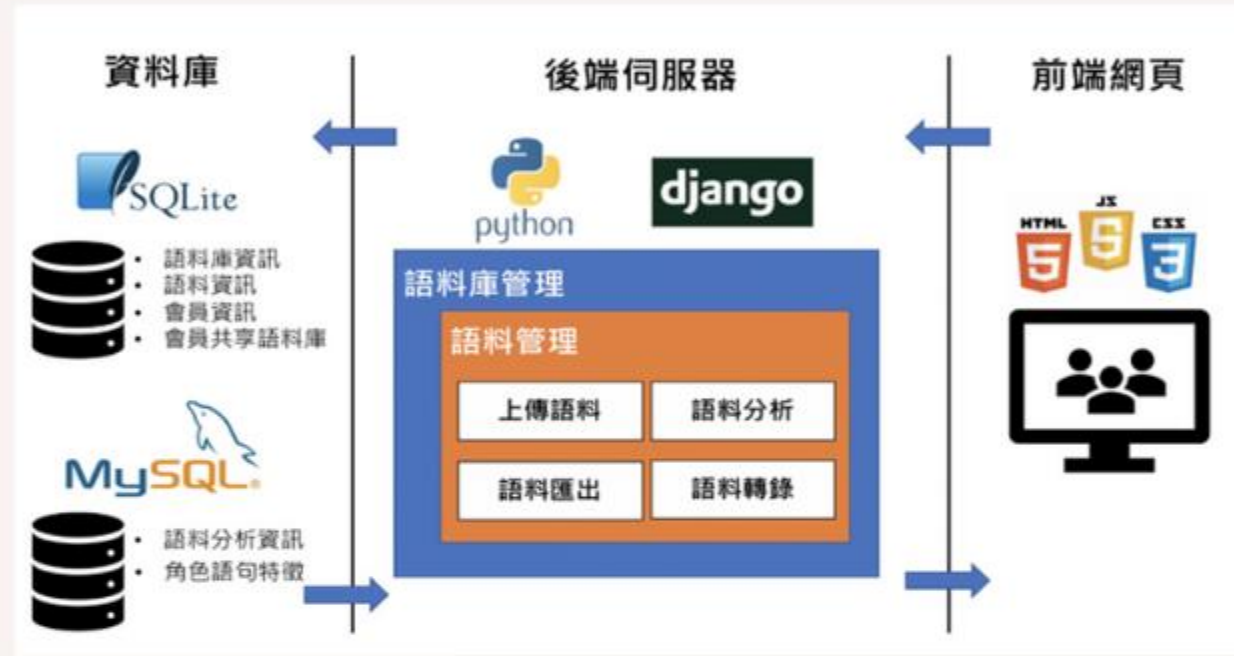 資料庫
後端伺服器
前端網頁
SQLite
• 語料庫資訊
• 語料資訊
• 會員資訊
• 會員共享語料庫
MySQL®
• 語料分析資訊
• 角色語句特徵
python
django
語料庫管理
語料管理
上傳語料
語料分析
語料匯出
語料轉錄
HTML
5
JS
5
CSS
3